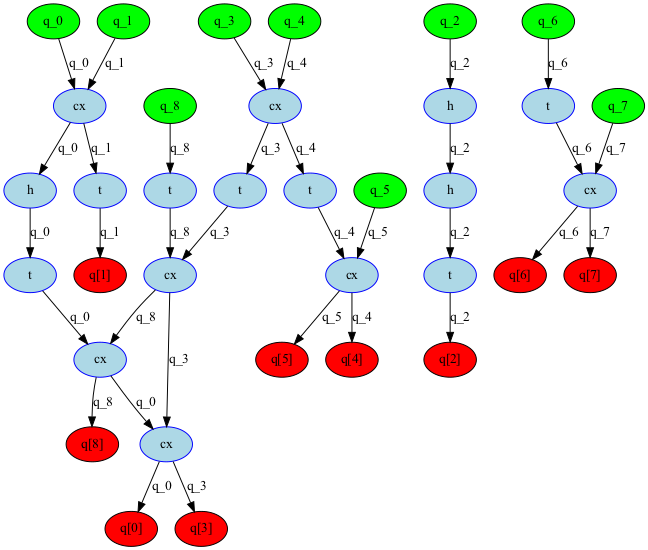 q_0 q_1 q_3 q_4 q_2 q_6
q_0 q_1 q_3 q_4 q_2 q_6
cx q_8 cx h t q_7
q_0 q_1 q_8 q_3 q_4 q_2 q_6 q_7
h t t t t q_5 h cx
q_0 q_1 q_8 q_3 q_4 q_5 q_2 q_6 q_7
t q[1] cx cx t q[6] q[7]
q_0 q_8 q_3 q_5 q_4 q_2
cx q[5] q[4] q[2]
q_8 q_0
q[8] cx
q_0 q_3
q[0] q[3]